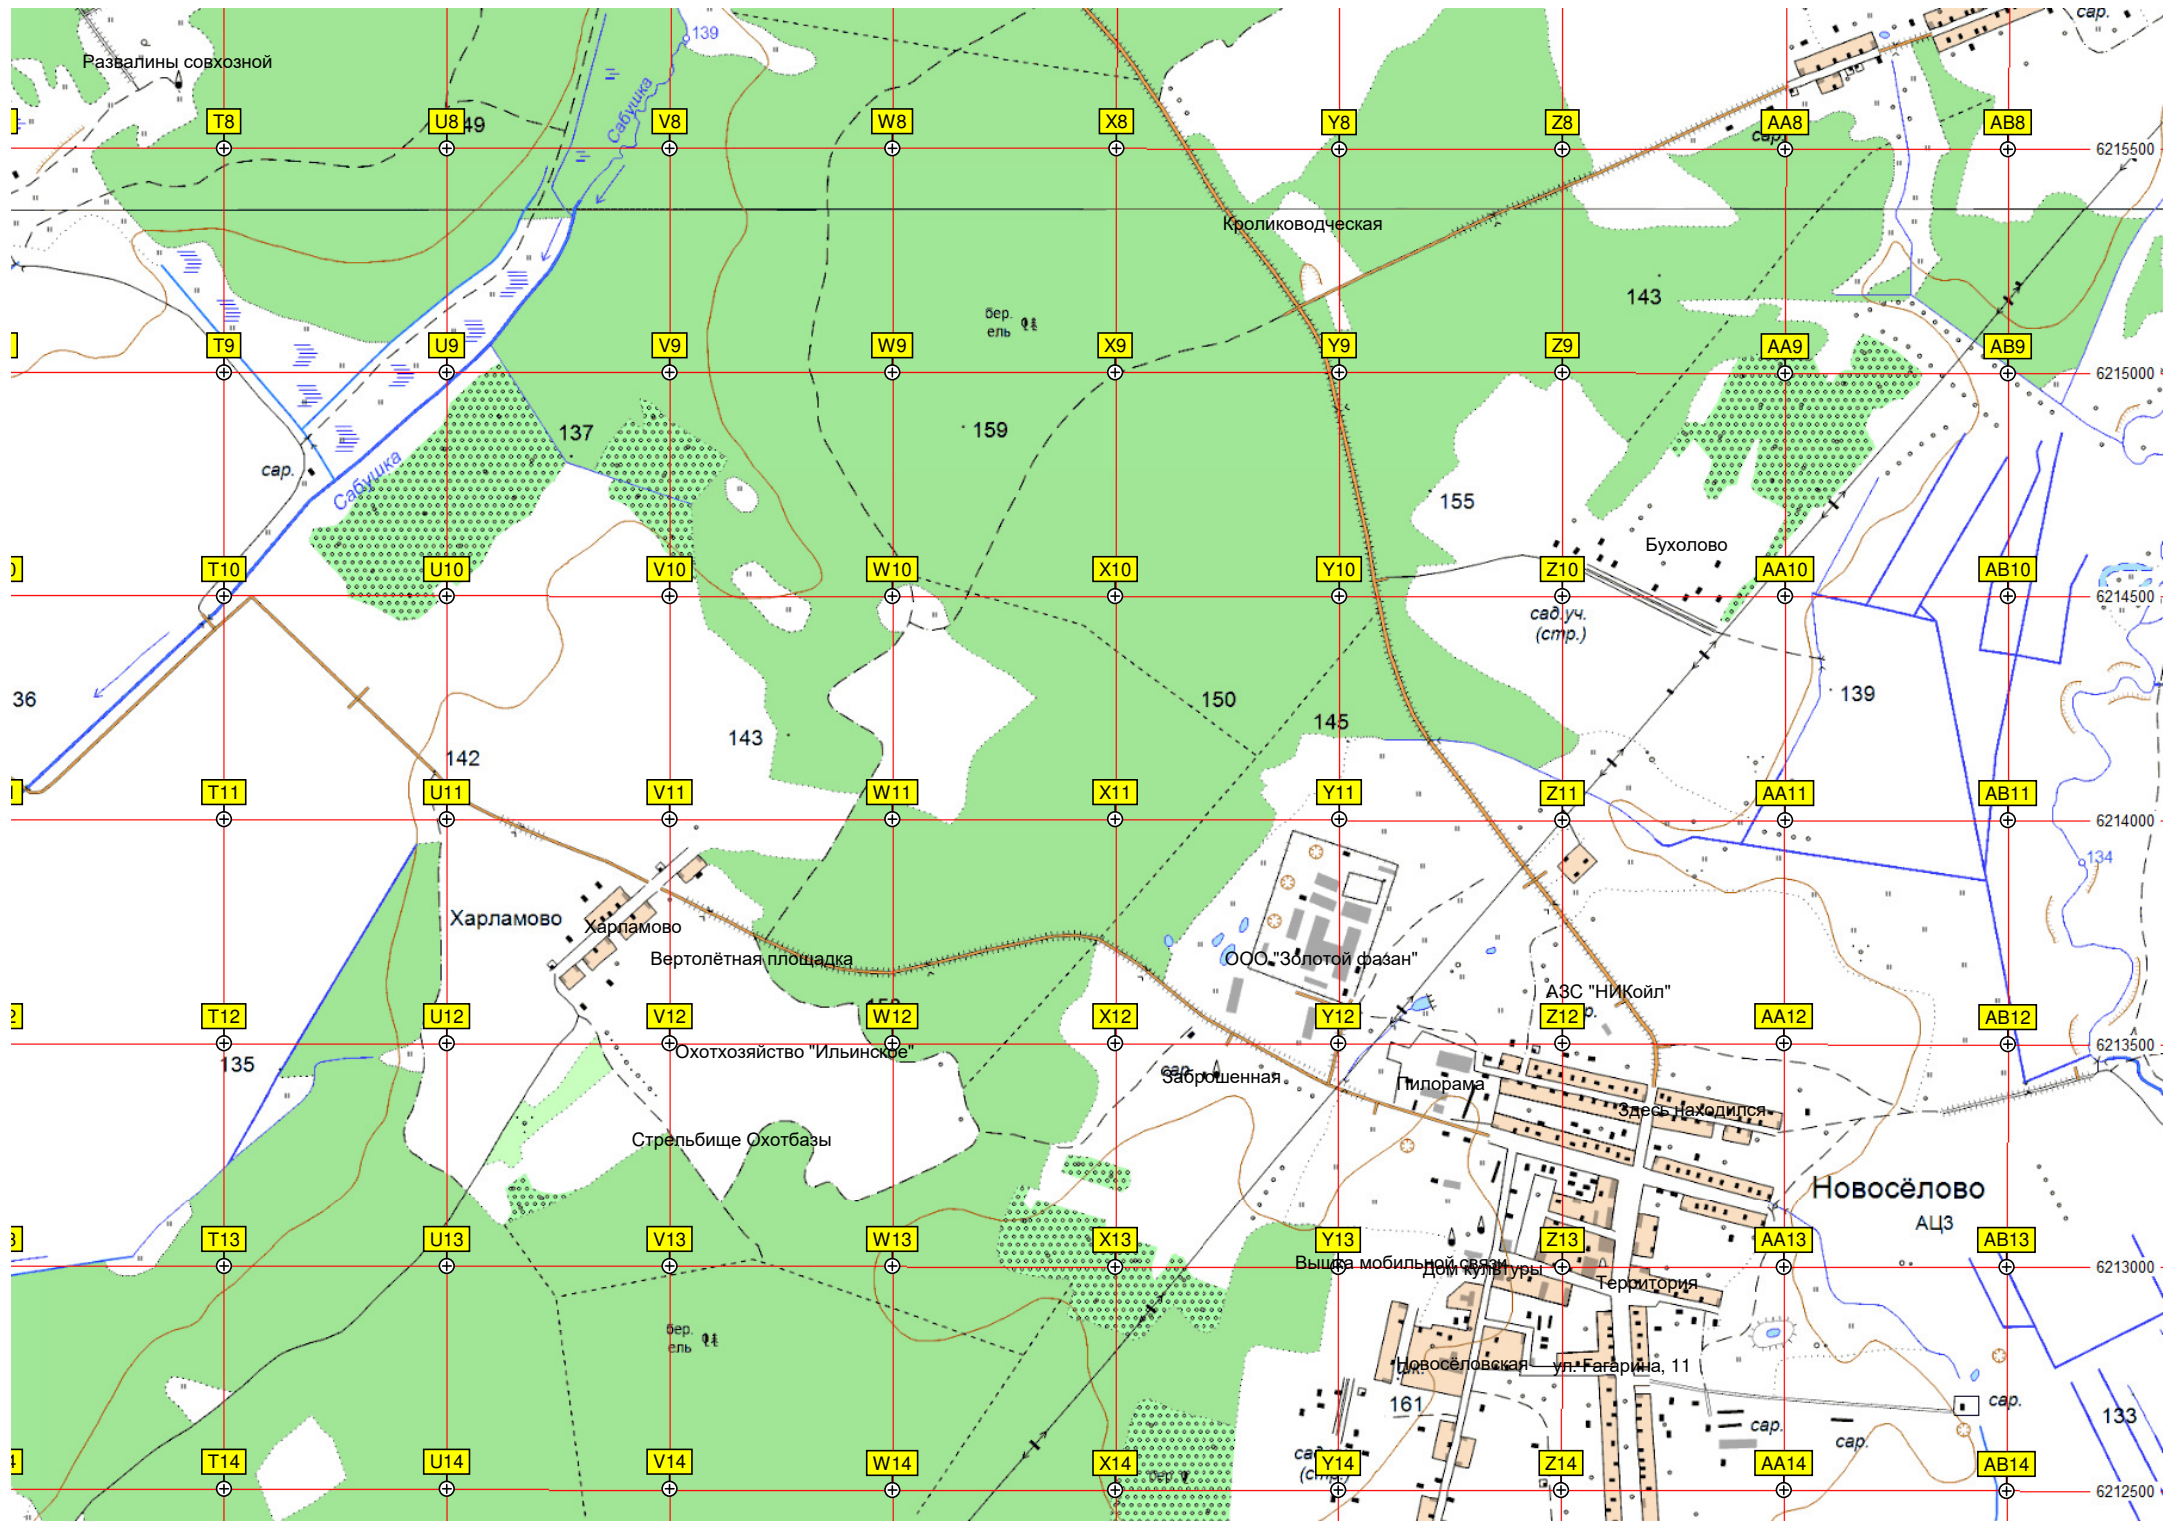 сар.
139
Развалины совхозной
Сабушка
T8
U8
49
V8
W8
X8
Y8
Z8
AA8
сар.
AB8
6215500
Кролиководческая
143
бер.
ель
T9
U9
V9
W9
X9
Y9
Z9
AA9
AB9
6215000
137
159
сар.
Сабушка
155
Бухолово
T10
U10
V10
W10
X10
Y10
Z10
AA10
AB10
6214500
сад.уч.
(стр.)
36
150
139
145
143
142
T11
U11
V11
W11
X11
Y11
Z11
AA11
AB11
6214000
134
Харламово
Харламово
Вертолётная площадка
ООО "Золотой фазан"
АЗС "НИКойл"
T12
U12
V12
W12
X12
Y12
Z12
AA12
AB12
6213500
135
Охотхозяйство "Ильинское"
сар.
Заброшенная
Пилорама
Здесь находился
Стрельбище Охотбазы
Новосёлово
АЦЗ
T13
U13
V13
W13
X13
Y13
Z13
AA13
AB13
6213000
Вышка мобильной связи
Дом культуры
Территория
бер.
ель
Новосёловская
ул. Гагарина, 11
161
сар.
133
сар.
сар.
T14
U14
V14
W14
X14
Y14
Z14
AA14
AB14
6212500